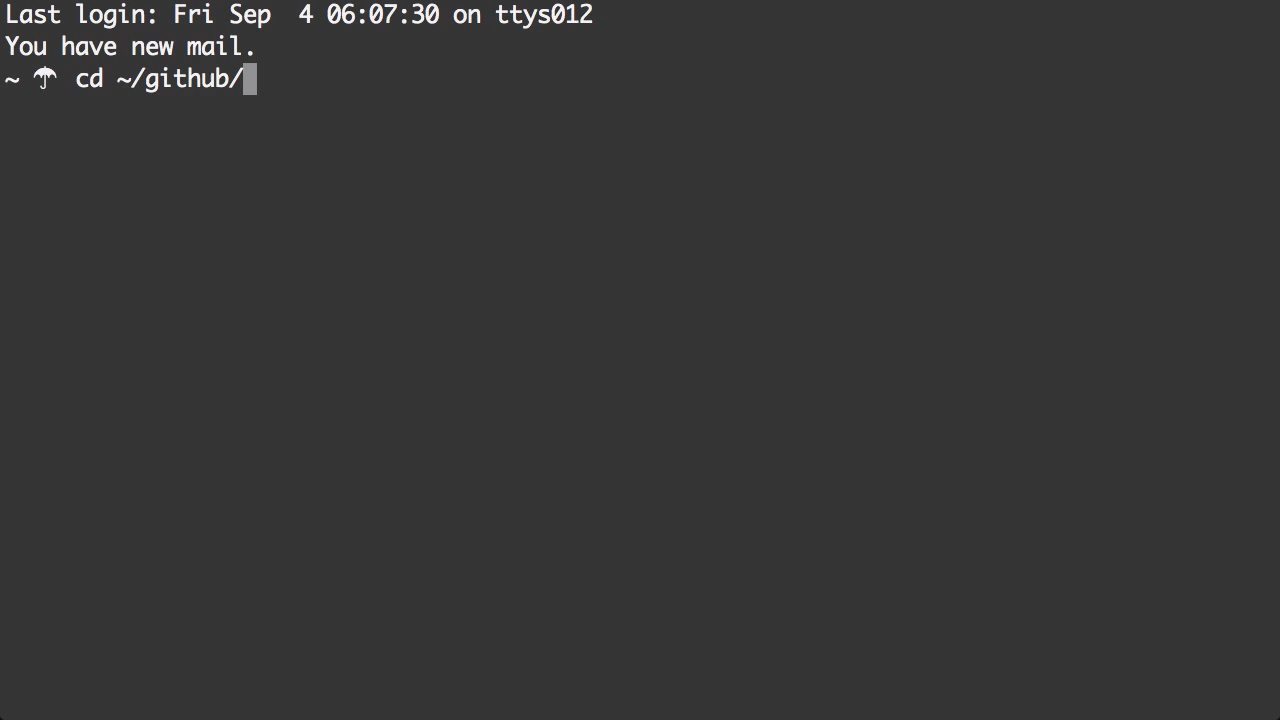 Last login: Fri Sep  4 06:07:30 on ttys012
You have new mail.
~ ☂ cd ~/github/